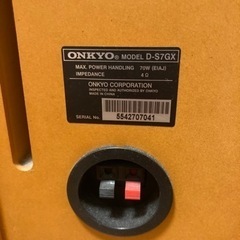 ONKYO® MODEL D-S7GX
MAX. POWER HANDLING 70W (EIAJ)
IMPEDANCE 4 Ω
ONKYO CORPORATION
INSPECTED AND AUTHORIZED BY ONKYO
MADE IN CHINA
SERIAL No. 5542707041